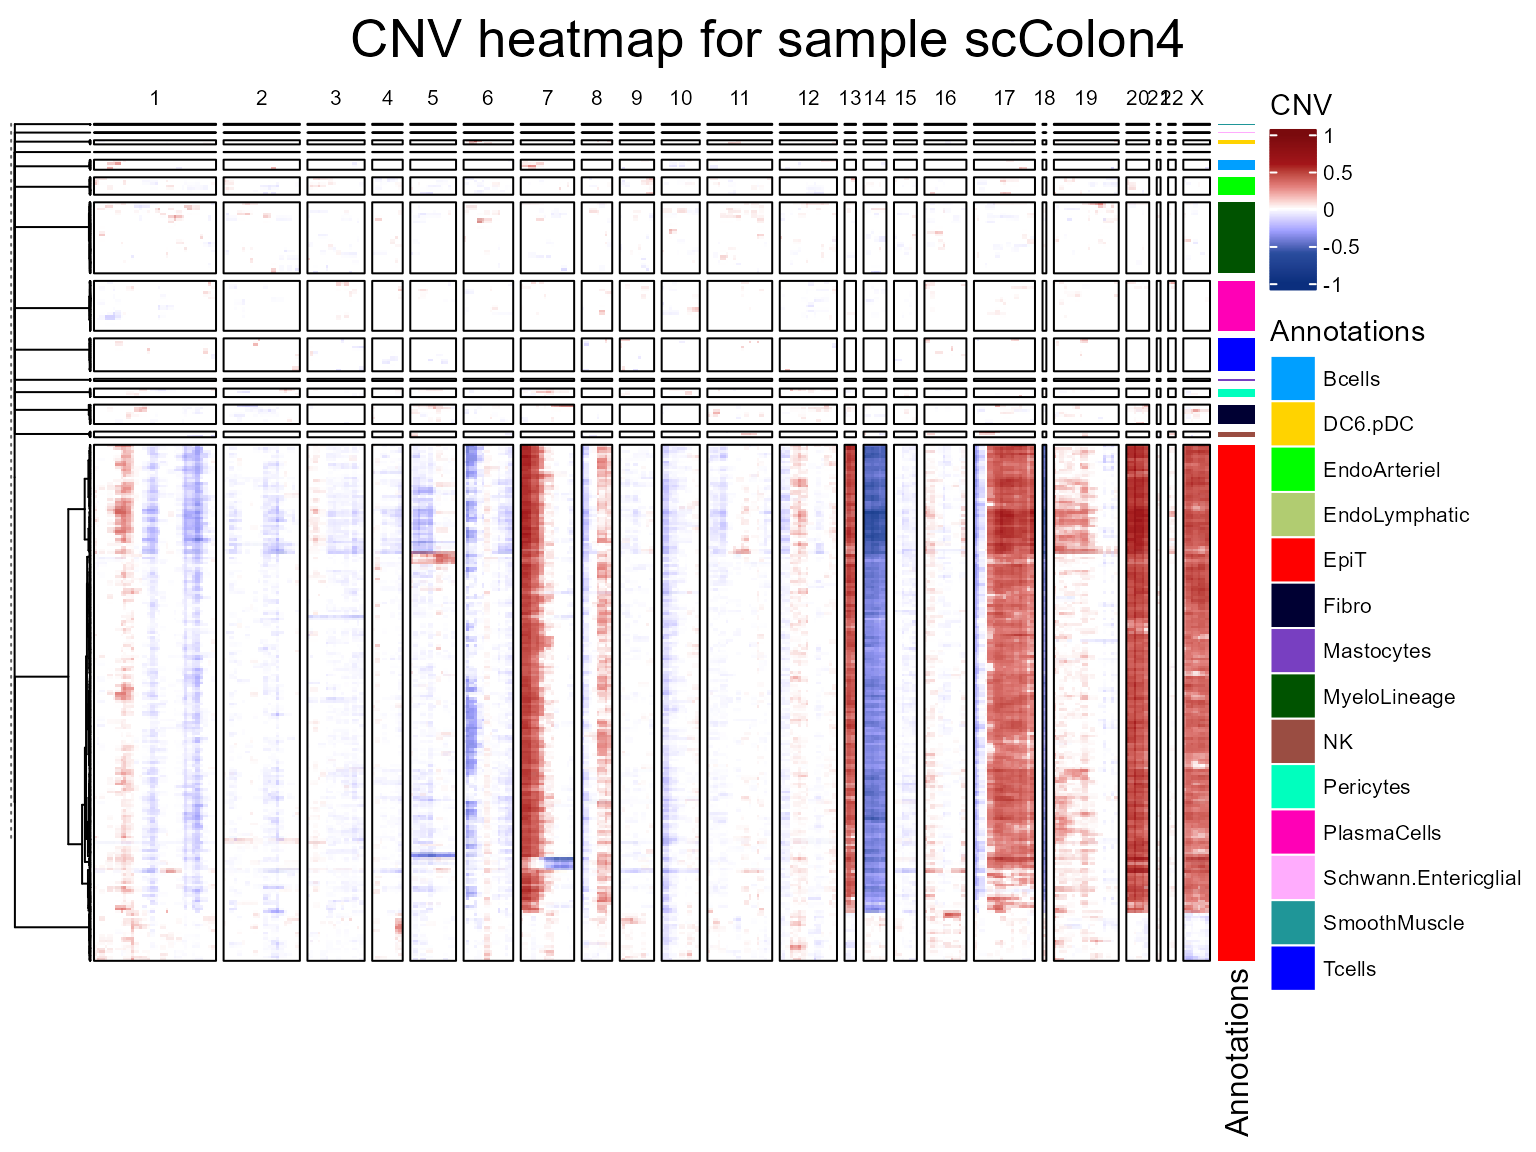 CNV heatmap for sample scColon4
1 2 3 4 5 6 7 8 9 10 11 12 13 14 15 16 17 18 19 20 21 22 X
CNV
1
0.5
0
-0.5
-1
Annotations
Bcells
DC6.pDC
EndoArteriel
EndoLymphatic
EpiT
Fibro
Mastocytes
MyeloLineage
NK
Pericytes
PlasmaCells
Schwann.Entericglial
SmoothMuscle
Tcells
Annotations